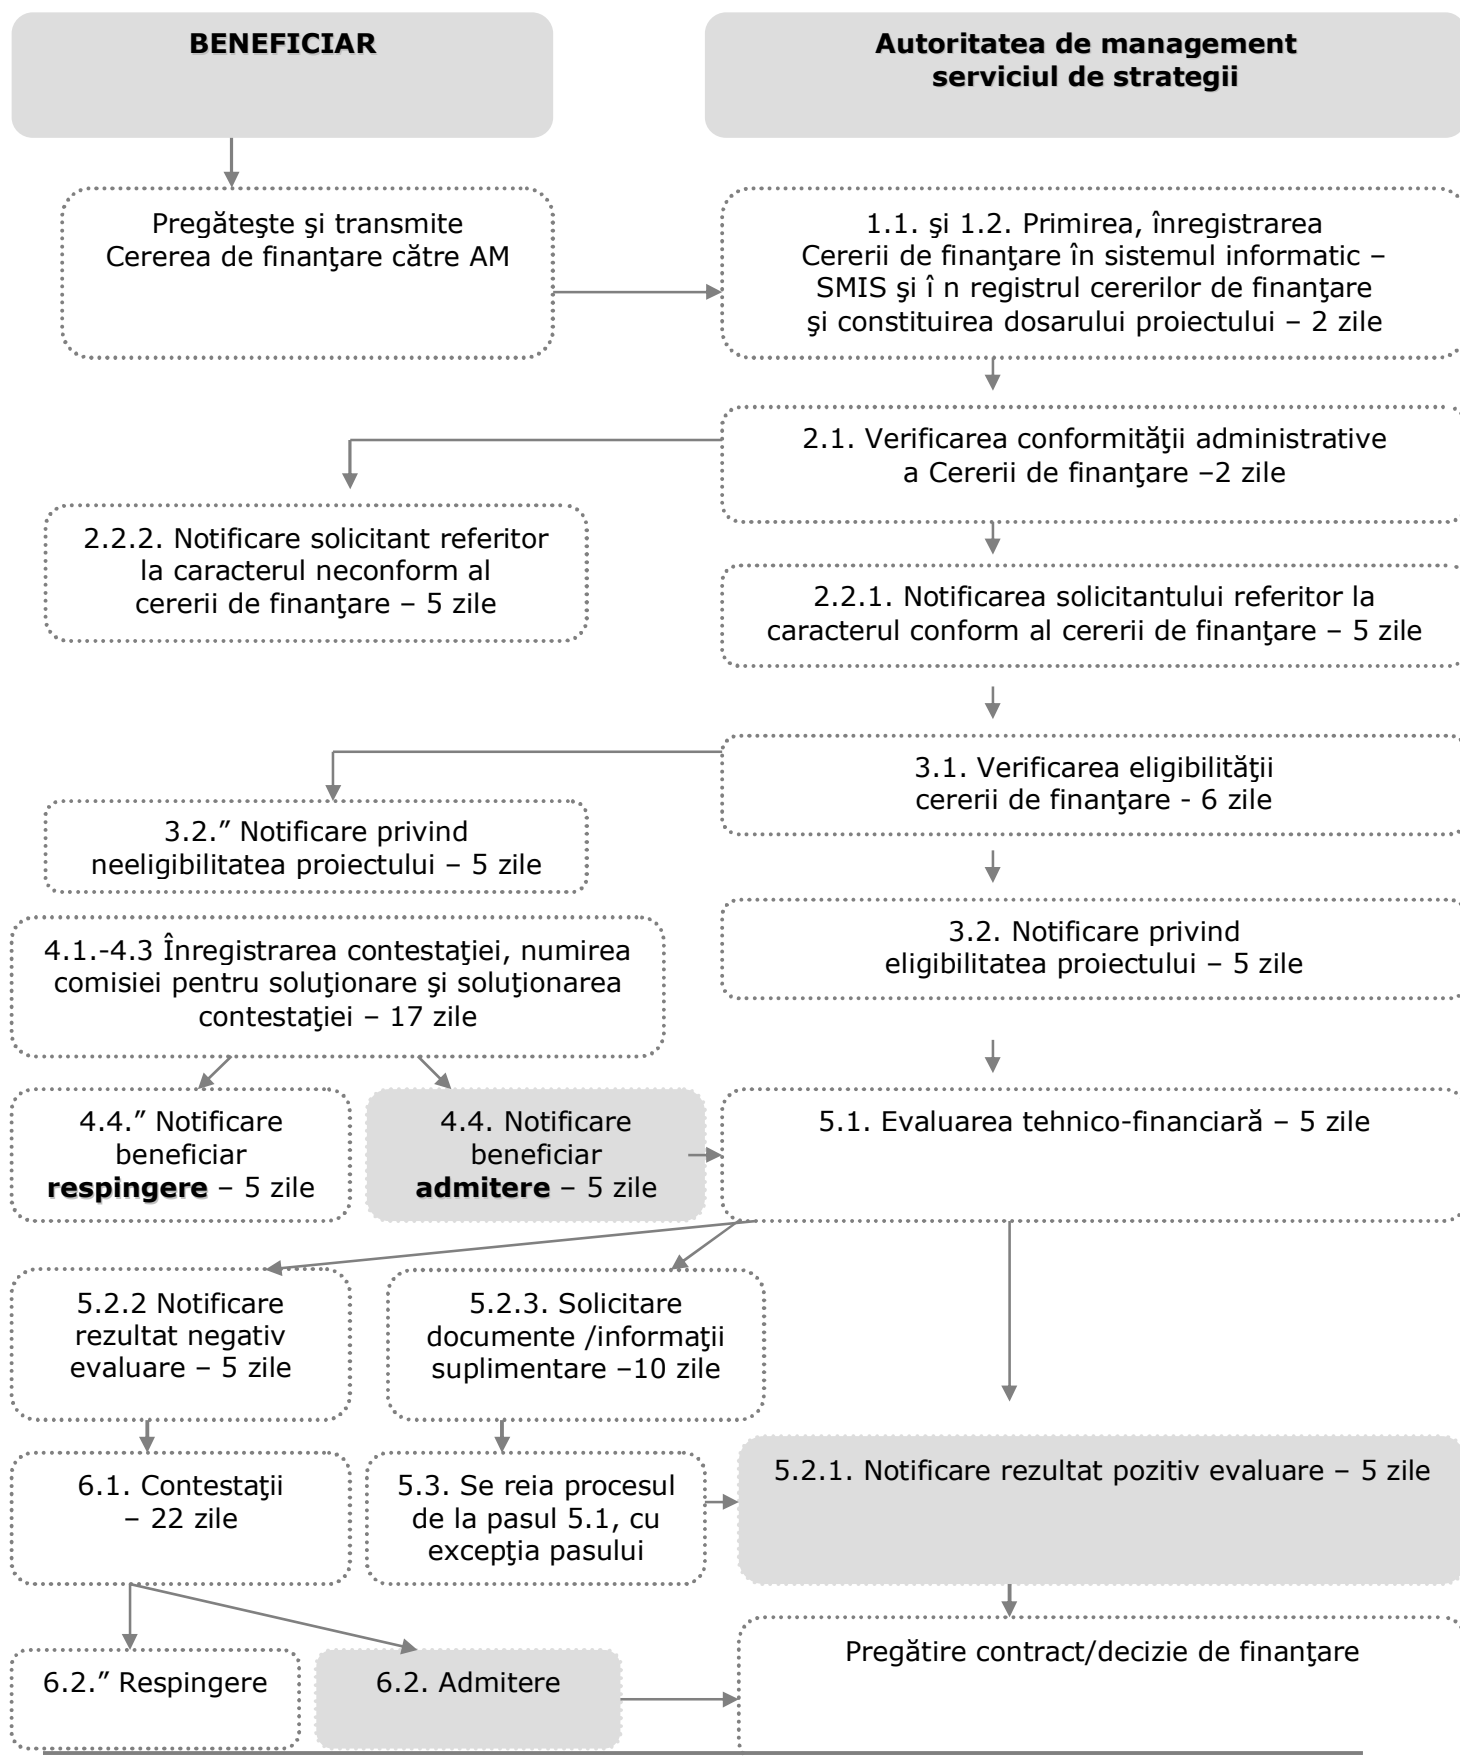 BENEFICIAR
Autoritatea de management
serviciul de strategii
Pregăteşte şi transmite
Cererea de finanţare către AM
1.1. şi 1.2. Primirea, înregistrarea
Cererii de finanţare în sistemul informatic –
SMIS şi î n registrul cererilor de finanţare
şi constituirea dosarului proiectului – 2 zile
2.1. Verificarea conformităţii administrative
a Cererii de finanţare –2 zile
2.2.2. Notificare solicitant referitor
la caracterul neconform al
cererii de finanţare – 5 zile
2.2.1. Notificarea solicitantului referitor la
caracterul conform al cererii de finanţare – 5 zile
3.1. Verificarea eligibilităţii
cererii de finanţare - 6 zile
3.2.” Notificare privind
neeligibilitatea proiectului – 5 zile
3.2. Notificare privind
eligibilitatea proiectului – 5 zile
4.1.-4.3 Înregistrarea contestaţiei, numirea
comisiei pentru soluţionare şi soluţionarea
contestaţiei – 17 zile
4.4.” Notificare
beneficiar
respingere – 5 zile
4.4. Notificare
beneficiar
admitere – 5 zile
5.1. Evaluarea tehnico-financiară – 5 zile
5.2.2 Notificare
rezultat negativ
evaluare – 5 zile
5.2.3. Solicitare
documente /informaţii
suplimentare –10 zile
6.1. Contestaţii
– 22 zile
5.3. Se reia procesul
de la pasul 5.1, cu
excepţia pasului
5.2.1. Notificare rezultat pozitiv evaluare – 5 zile
6.2.” Respingere
6.2. Admitere
Pregătire contract/decizie de finanţare